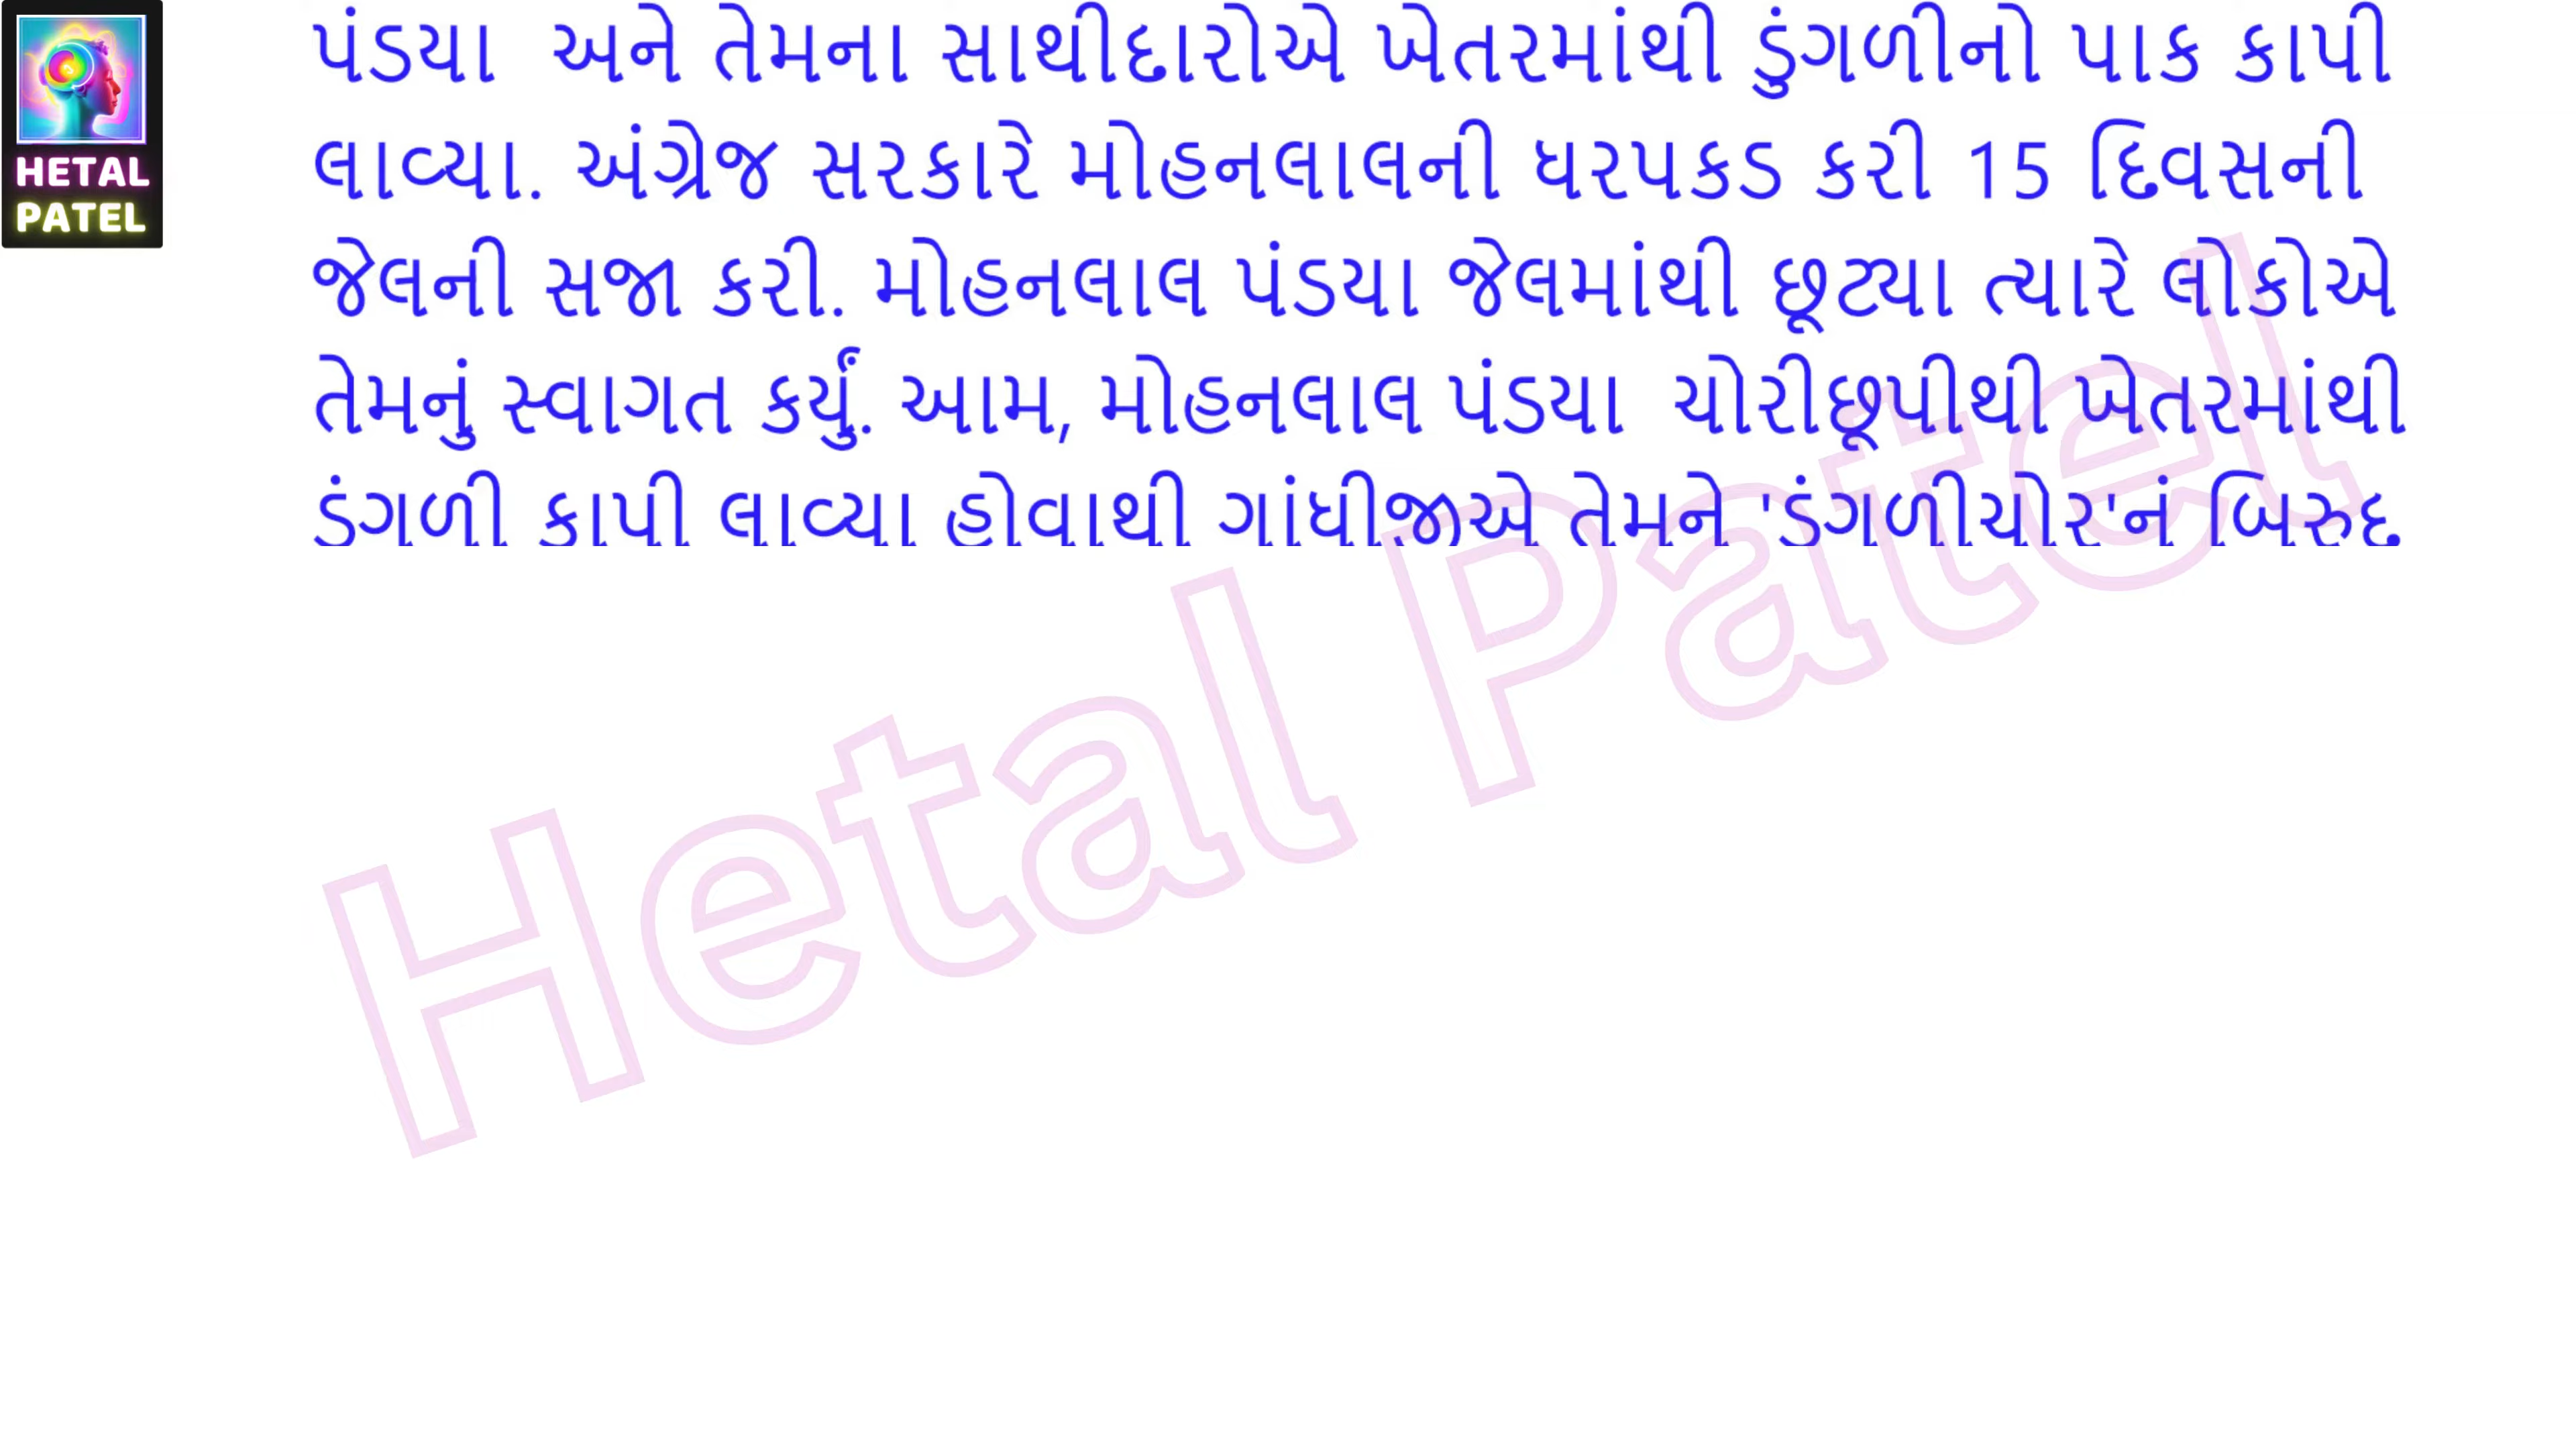 HETAL
PATEL
પંડયા અને તેમના સાથીદારોએ ખેતરમાંથી ડુંગળીનો પાક કાપી
લાવ્યા. અંગ્રેજ સરકારે મોહનલાલની ધરપકડ કરી 15 દિવસની
જેલની સજા કરી. મોહનલાલ પંડયા જેલમાંથી છૂટ્યા ત્યારે લોકોએ
તેમનું સ્વાગત કર્યું. આમ, મોહનલાલ પંડયા ચોરીછૂપીથી ખેતરમાંથી
ડુંગળી કાપી લાવ્યા હોવાથી ગાંધીજીએ તેમને 'ડુંગળીચોર'નું બિરુદ
Hetal Patel